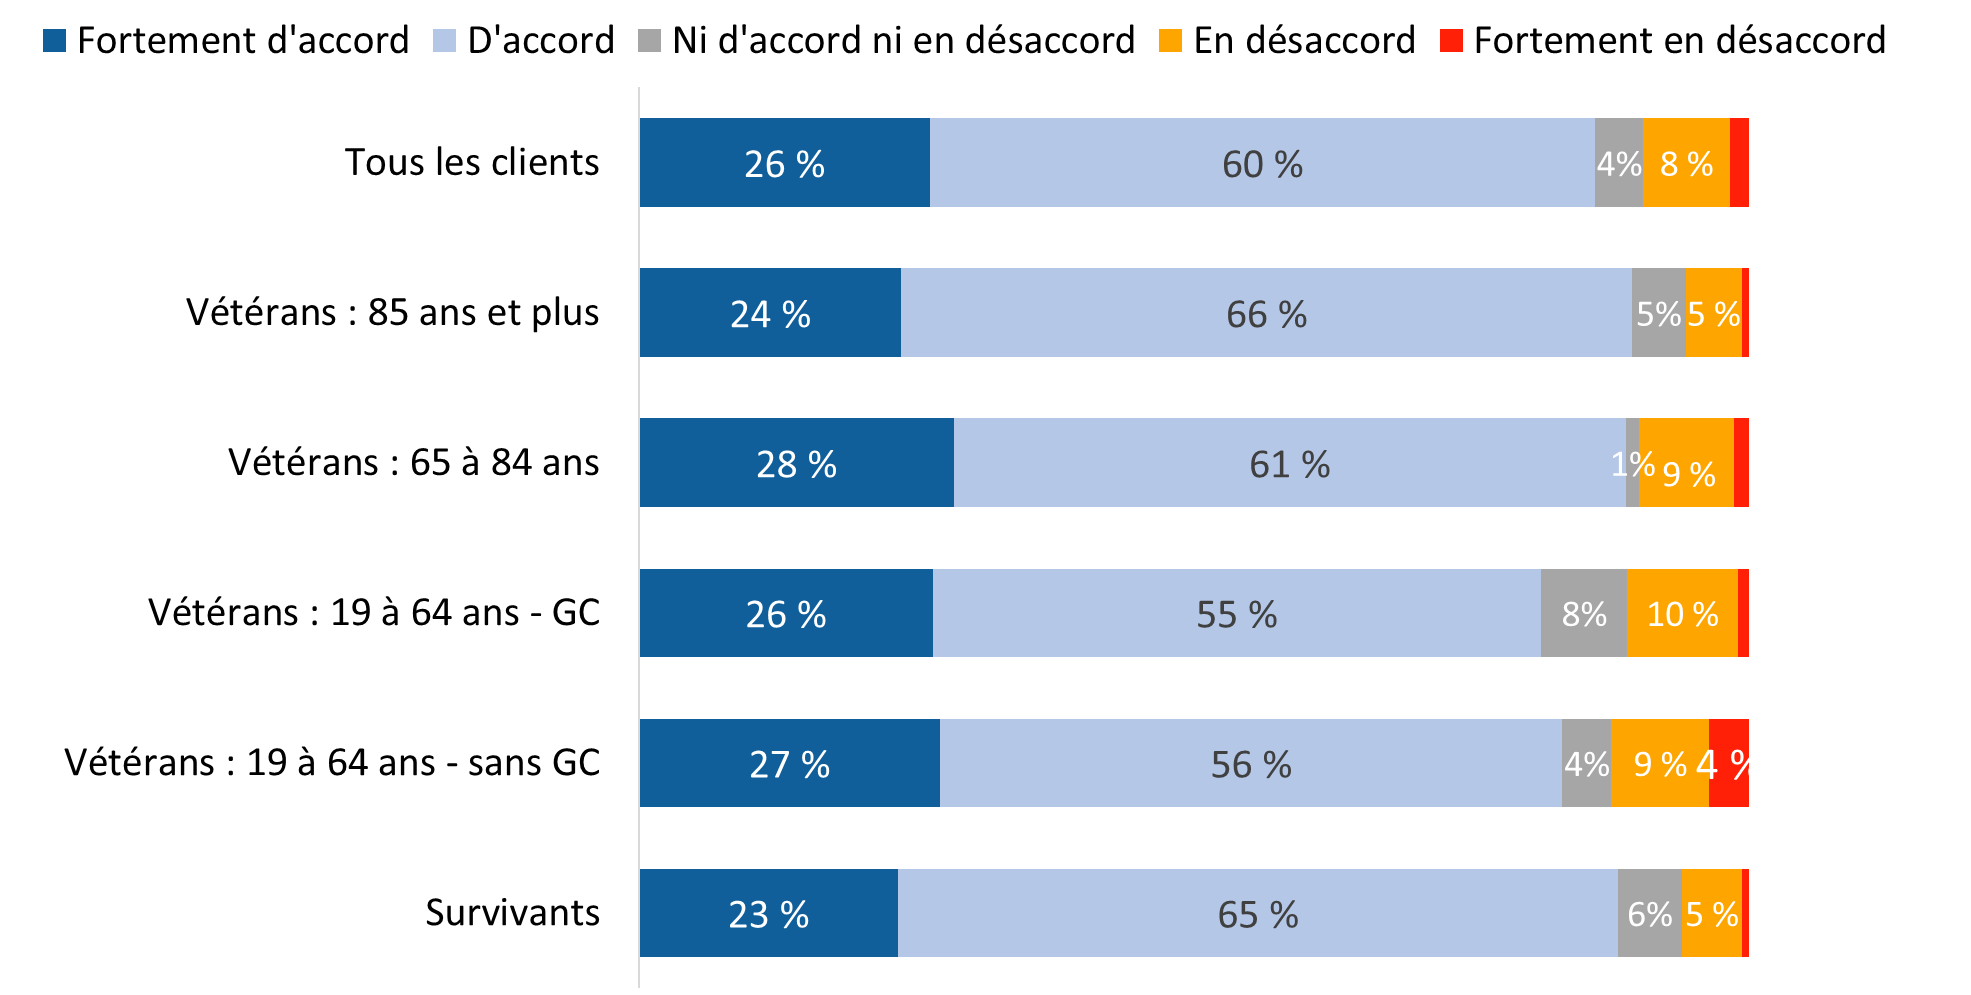 Fortement d'accord D'accord Ni d'accord ni en désaccord En désaccord Fortement en désaccord
Tous les clients 26 % 60 % 4% 8 %
Vétérans : 85 ans et plus 24 % 66 % 5% 5 %
Vétérans : 65 à 84 ans 28 % 61 % 1% 9 %
Vétérans : 19 à 64 ans - GC 26 % 55 % 8% 10 %
Vétérans : 19 à 64 ans - sans GC 27 % 56 % 4% 9 % 4 %
Survivants 23 % 65 % 6% 5 %